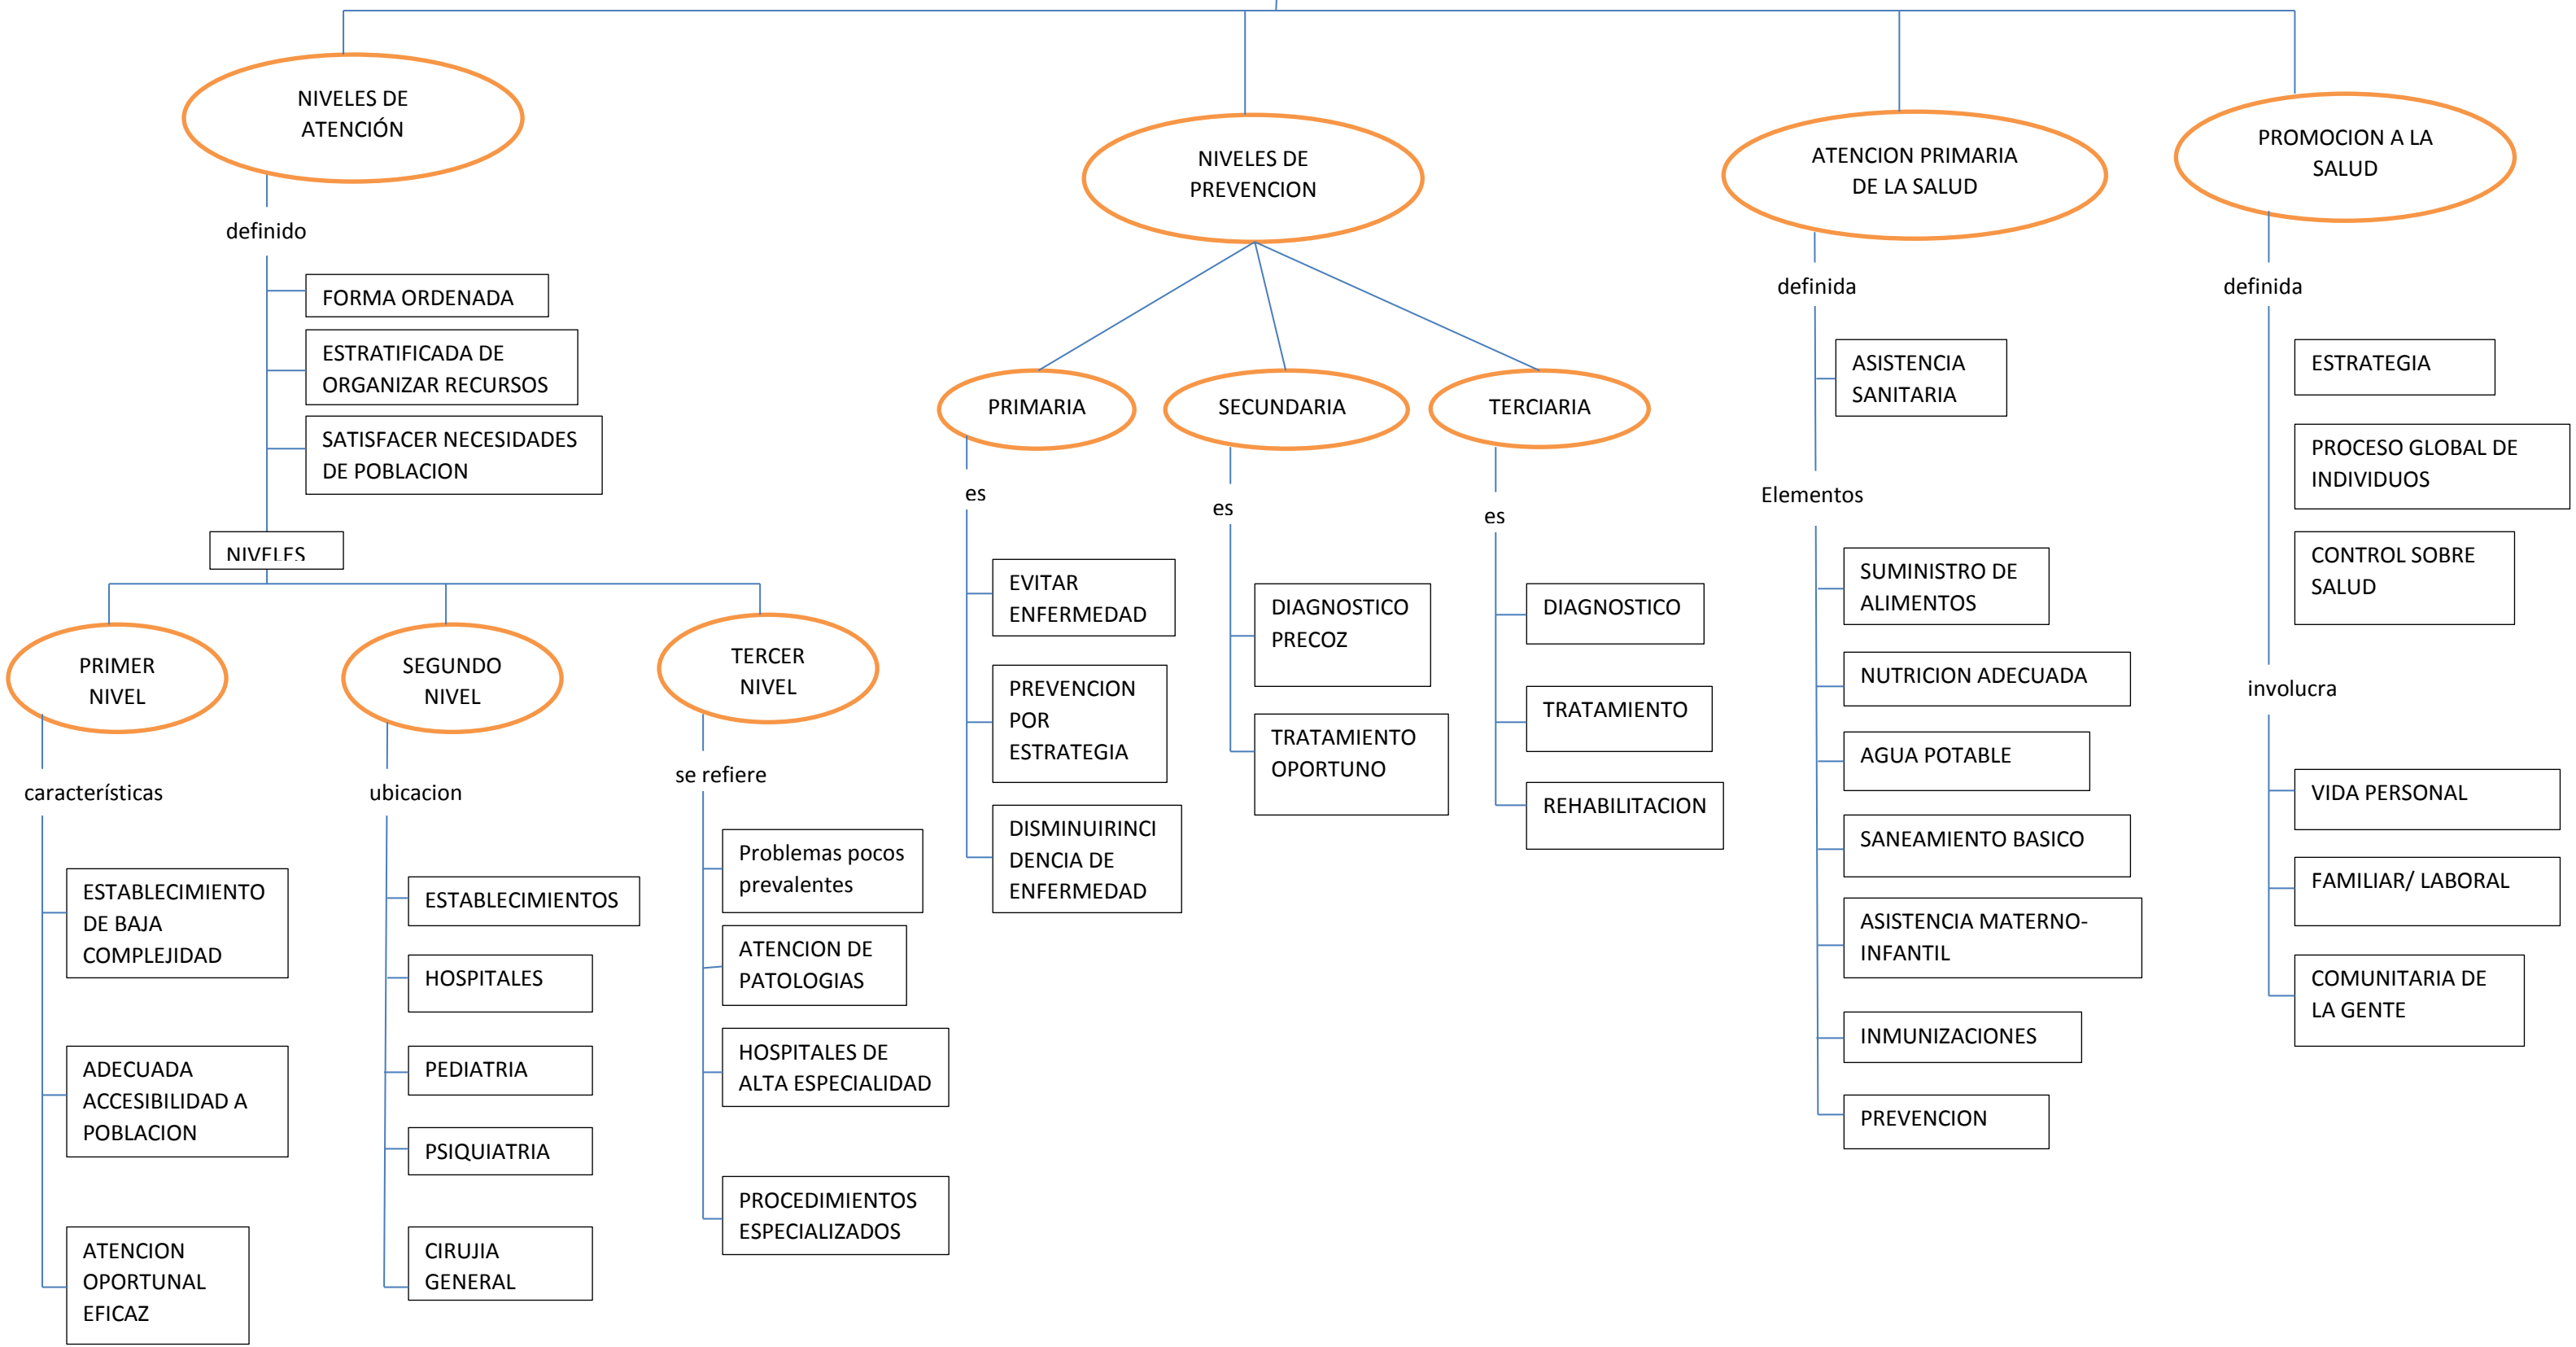 NIVELES DE
ATENCIÓN
definido
FORMA ORDENADA
ESTRATIFICADA DE
ORGANIZAR RECURSOS
SATISFACER NECESIDADES
DE POBLACION
NIVELES
PRIMER
NIVEL
características
ESTABLECIMIENTO
DE BAJA
COMPLEJIDAD
ADECUADA
ACCESIBILIDAD A
POBLACION
ATENCION
OPORTUNAL
EFICAZ
SEGUNDO
NIVEL
ubicacion
ESTABLECIMIENTOS
HOSPITALES
PEDIATRIA
PSIQUIATRIA
CIRUJIA
GENERAL
TERCER
NIVEL
se refiere
Problemas pocos
prevalentes
ATENCION DE
PATOLOGIAS
HOSPITALES DE
ALTA ESPECIALIDAD
PROCEDIMIENTOS
ESPECIALIZADOS
NIVELES DE
PREVENCION
PRIMARIA
es
EVITAR
ENFERMEDAD
PREVENCION
POR
ESTRATEGIA
DISMINUIRINCI
DENCIA DE
ENFERMEDAD
SECUNDARIA
es
DIAGNOSTICO
PRECOZ
TRATAMIENTO
OPORTUNO
TERCIARIA
es
DIAGNOSTICO
TRATAMIENTO
REHABILITACION
ATENCION PRIMARIA
DE LA SALUD
definida
ASISTENCIA
SANITARIA
Elementos
SUMINISTRO DE
ALIMENTOS
NUTRICION ADECUADA
AGUA POTABLE
SANEAMIENTO BASICO
ASISTENCIA MATERNO-
INFANTIL
INMUNIZACIONES
PREVENCION
PROMOCION A LA
SALUD
definida
ESTRATEGIA
PROCESO GLOBAL DE
INDIVIDUOS
CONTROL SOBRE
SALUD
involucra
VIDA PERSONAL
FAMILIAR/ LABORAL
COMUNITARIA DE
LA GENTE